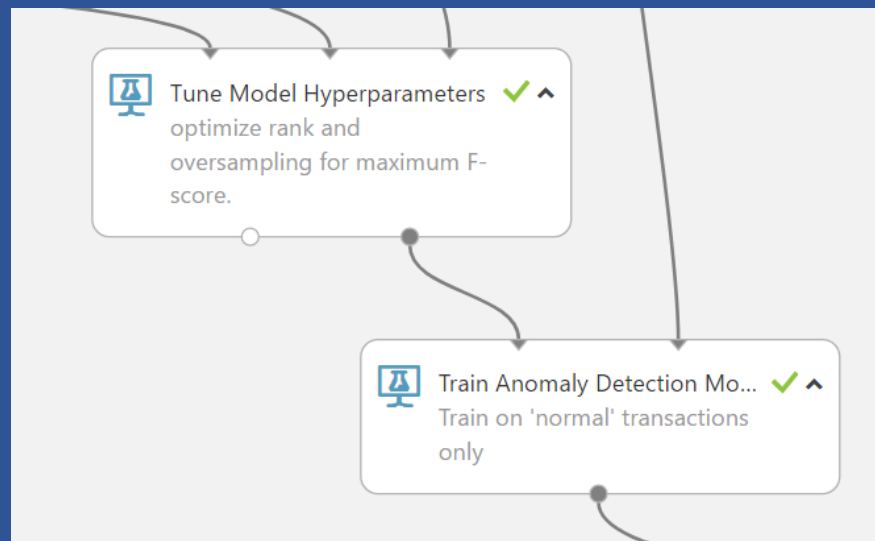 Tune Model Hyperparameters
optimize rank and
oversampling for maximum F-
score.
Train Anomaly Detection Mo...
Train on 'normal' transactions
only